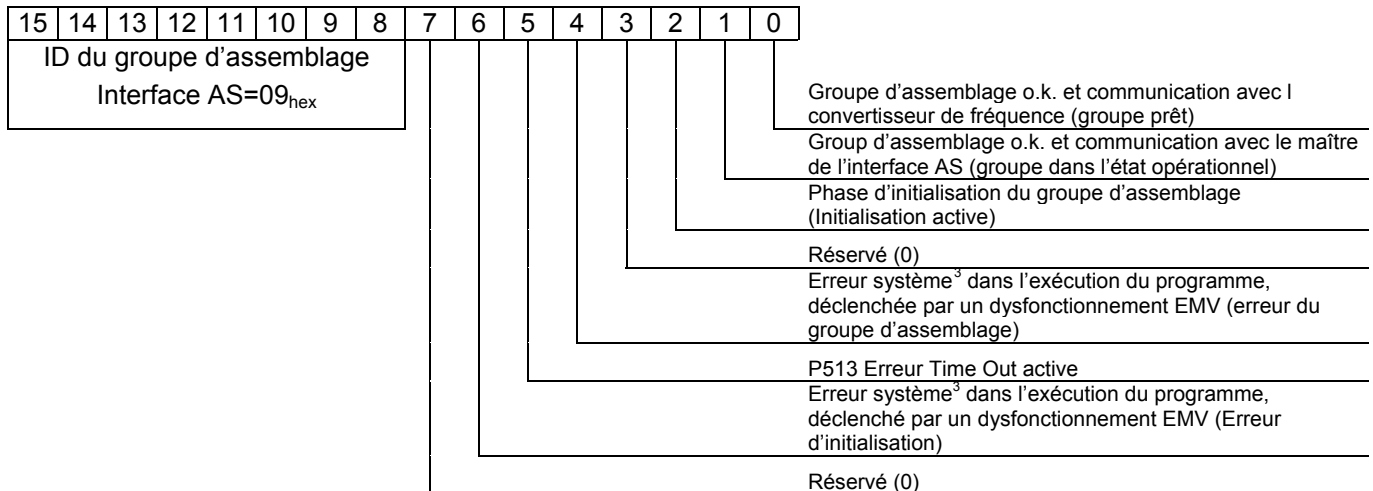 15 14 13 12 11 10 9 8 7 6 5 4 3 2 1 0
ID du groupe d'assemblage
Interface AS=09hex
Groupe d'assemblage o.k. et communication avec l
convertisseur de fréquence (groupe prêt)
Group d'assemblage o.k. et communication avec le maître
de l'interface AS (groupe dans l'état opérationnel)
Phase d'initialisation du groupe d'assemblage
(Initialisation active)
Réservé (0)
Erreur système³ dans l'exécution du programme,
déclenchée par un dysfonctionnement EMV (erreur du
groupe d'assemblage)
P513 Erreur Time Out active
Erreur système³ dans l'exécution du programme,
déclenché par un dysfonctionnement EMV (Erreur
d'initialisation)
Réservé (0)